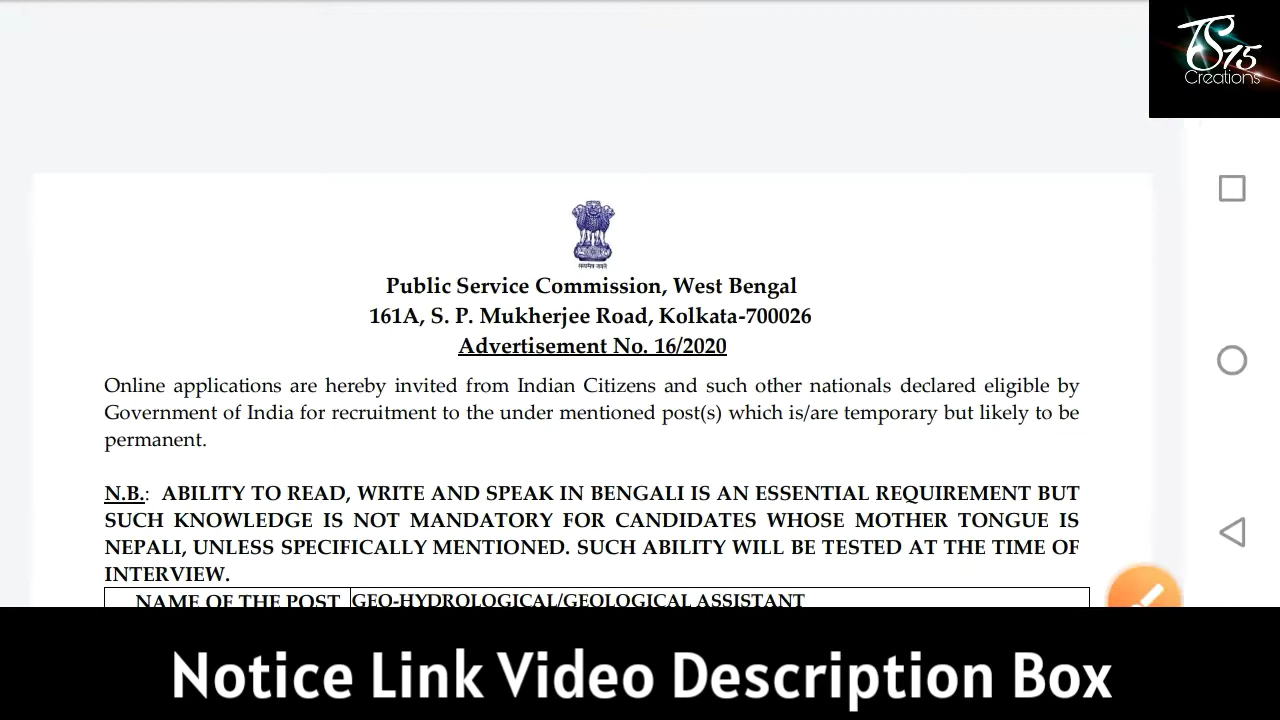 TS75
Creations
Public Service Commission, West Bengal
161A, S. P. Mukherjee Road, Kolkata-700026
Advertisement No. 16/2020
Online applications are hereby invited from Indian Citizens and such other nationals declared eligible by
Government of India for recruitment to the under mentioned post(s) which is/are temporary but likely to be
permanent.
N.B.: ABILITY TO READ, WRITE AND SPEAK IN BENGALI IS AN ESSENTIAL REQUIREMENT BUT
SUCH KNOWLEDGE IS NOT MANDATORY FOR CANDIDATES WHOSE MOTHER TONGUE IS
NEPALI, UNLESS SPECIFICALLY MENTIONED. SUCH ABILITY WILL BE TESTED AT THE TIME OF
INTERVIEW.
NAME OF THE POST GEO-HYDROLOGICAL/GEOLOGICAL ASSISTANT
Notice Link Video Description Box